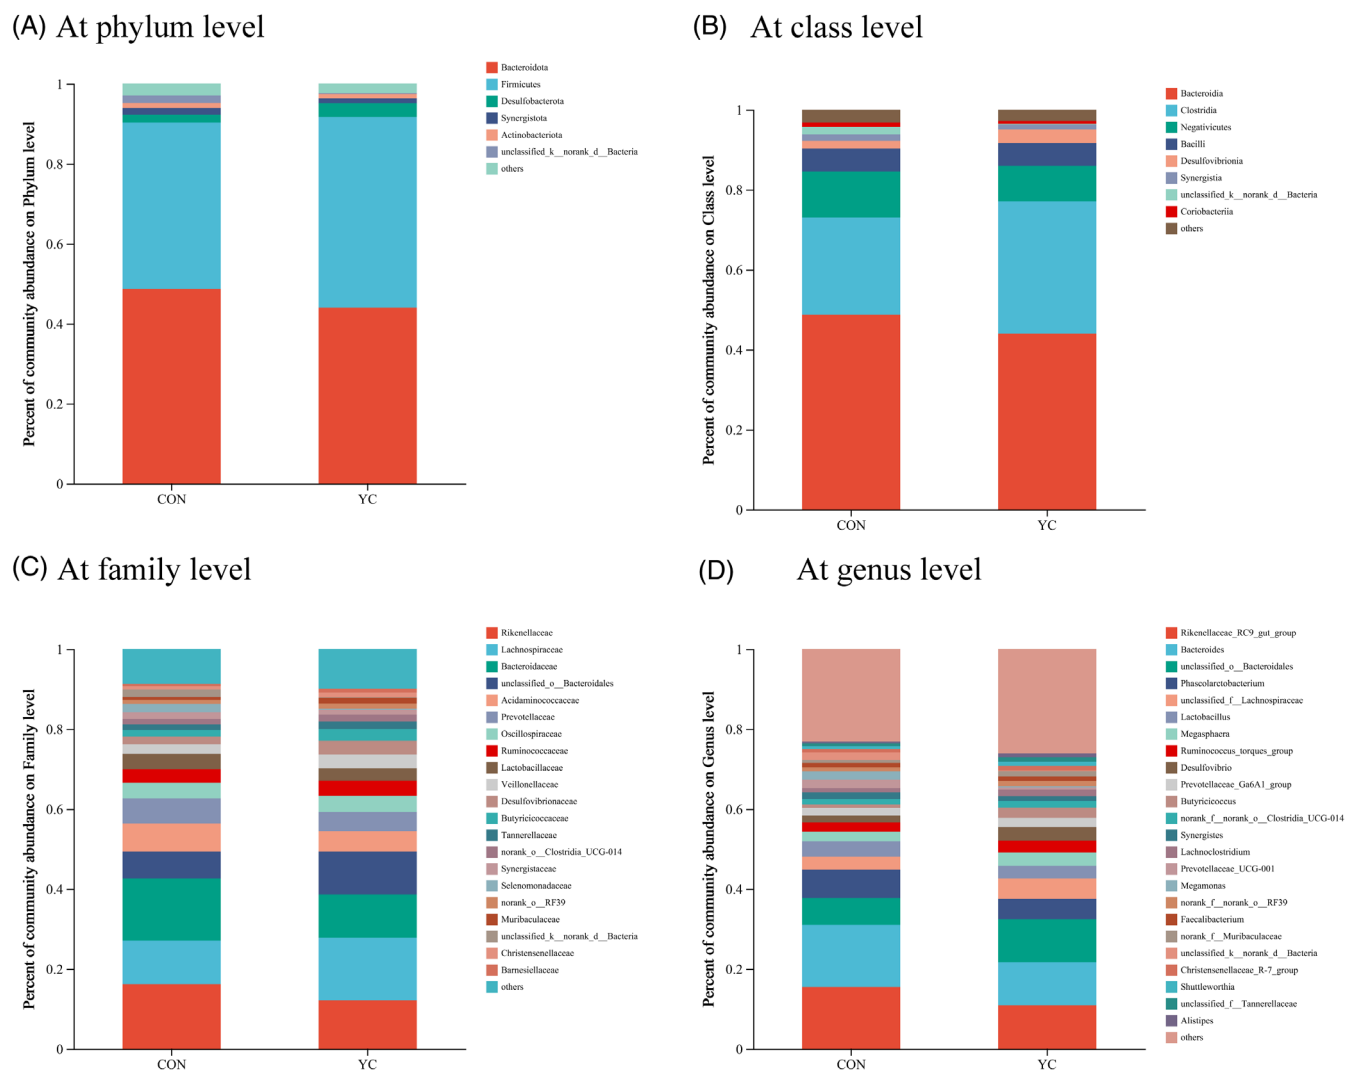 (A) At phylum level
Percent of community abundance on Phylum level
1
0.8
0.6
0.4
0.2
0
CON
YC
Bacteroidota
Firmicutes
Desulfobacterota
Synergistota
Actinobacteriota
unclassified_k__norank_d__Bacteria
others
(B) At class level
Percent of community abundance on Class level
1
0.8
0.6
0.4
0.2
0
CON
YC
Bacteroidia
Clostridia
Negativicutes
Bacilli
Desulfovibrionia
Synergistia
unclassified_k__norank_d__Bacteria
Coriobacteriia
others
(C) At family level
Percent of community abundance on Family level
1
0.8
0.6
0.4
0.2
0
CON
YC
Rikenellaceae
Lachnospiraceae
Bacteroidaceae
unclassified_o__Bacteroidales
Acidaminococcaceae
Prevotellaceae
Oscillospiraceae
Ruminococcaceae
Lactobacillaceae
Veillonellaceae
Desulfovibrionaceae
Butyricicoccaceae
Tannerellaceae
norank_o__Clostridia_UCG-014
Synergistaceae
Selenomonadaceae
norank_o__RF39
Muribaculaceae
unclassified_k__norank_d__Bacteria
Christensenellaceae
Barnesiellaceae
others
(D) At genus level
Percent of community abundance on Genus level
1
0.8
0.6
0.4
0.2
0
CON
YC
Rikenellaceae_RC9_gut_group
Bacteroides
unclassified_o__Bacteroidales
Phascolarctobacterium
unclassified_f__Lachnospiraceae
Lactobacillus
Megasphaera
Ruminococcus_torques_group
Desulfovibrio
Prevotellaceae_Ga6A1_group
Butyricicoccus
norank_f__norank_o__Clostridia_UCG-014
Synergistes
Lachnoclostridium
Prevotellaceae_UCG-001
Megamonas
norank_f__norank_o__RF39
Faecalibacterium
norank_f__Muribaculaceae
unclassified_k__norank_d__Bacteria
Christensenellaceae_R-7_group
Shuttleworthia
unclassified_f__Tannerellaceae
Alistipes
others